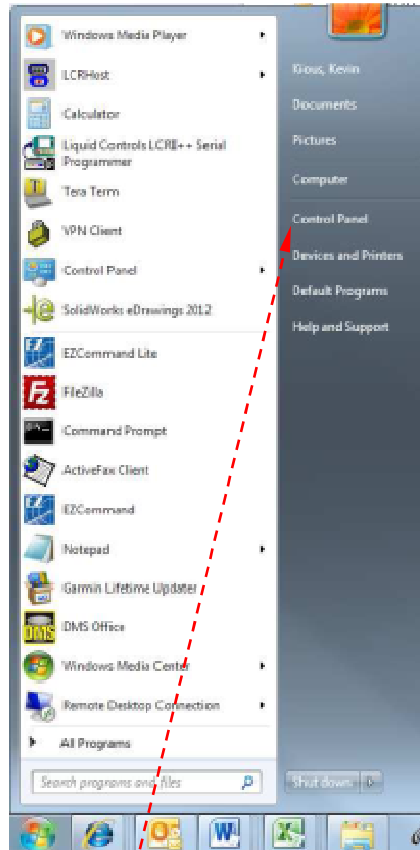 Windows Media Player
LCRHost
Calculator
Liquid Controls LCRII++ Serial
Programmer
Tera Term
VPN Client
Control Panel
SolidWorks eDrawings 2012
EZCommand Lite
FileZilla
Command Prompt
ActiveFax Client
EZCommand
Notepad
Garmin Lifetime Updater
DMS Office
Windows Media Center
Remote Desktop Connection
All Programs
Search programs and files
Kious, Kevin
Documents
Pictures
Computer
Control Panel
Devices and Printers
Default Programs
Help and Support
Shut down